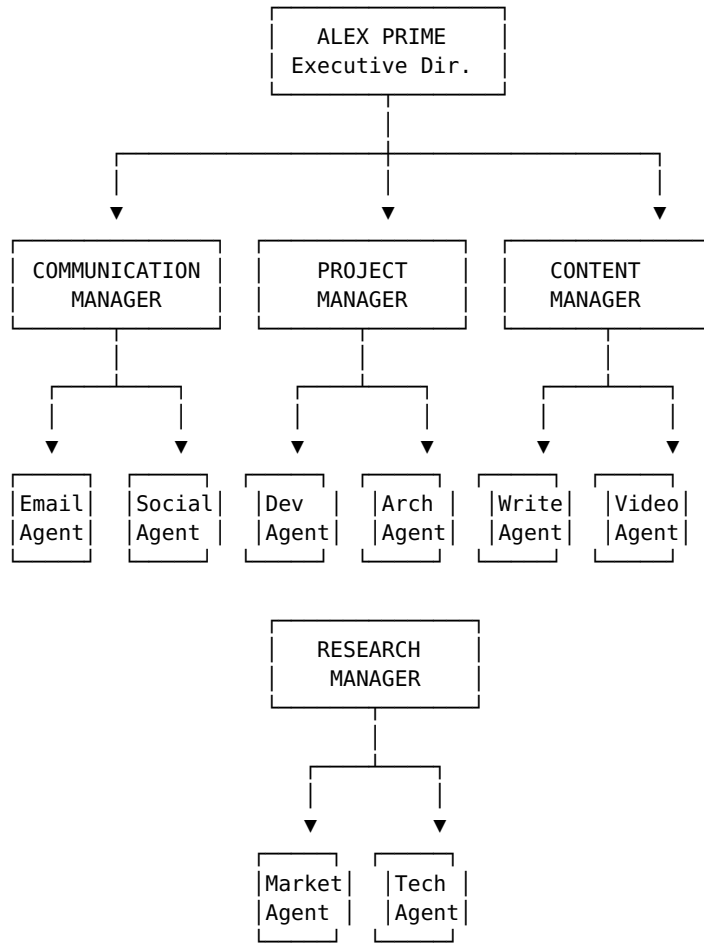 ALEX PRIME
Executive Dir.
COMMUNICATION
MANAGER
PROJECT
MANAGER
CONTENT
MANAGER
Email
Agent
Social
Agent
Dev
Agent
Arch
Agent
Write
Agent
Video
Agent
RESEARCH
MANAGER
Market
Agent
Tech
Agent